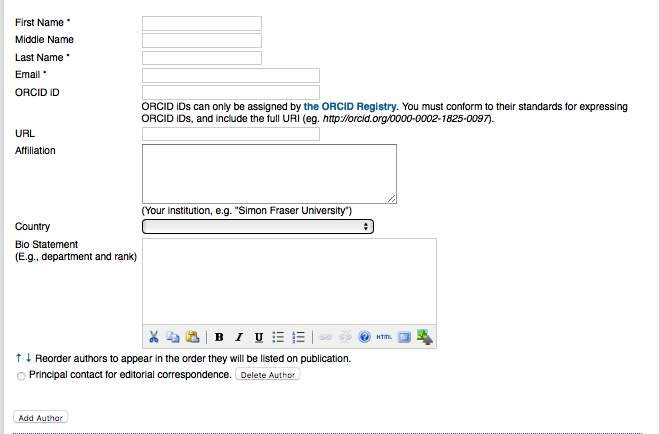 First Name *
Middle Name
Last Name *
Email *
ORCID iD
ORCID iDs can only be assigned by the ORCID Registry. You must conform to their standards for expressing
ORCID iDs, and include the full URI (eg. http://orcid.org/0000-0002-1825-0097).
URL
Affiliation
(Your institution, e.g. "Simon Fraser University")
Country
Bio Statement
(E.g., department and rank)
B I U HTML
↑ ↓ Reorder authors to appear in the order they will be listed on publication.
Principal contact for editorial correspondence. Delete Author
Add Author